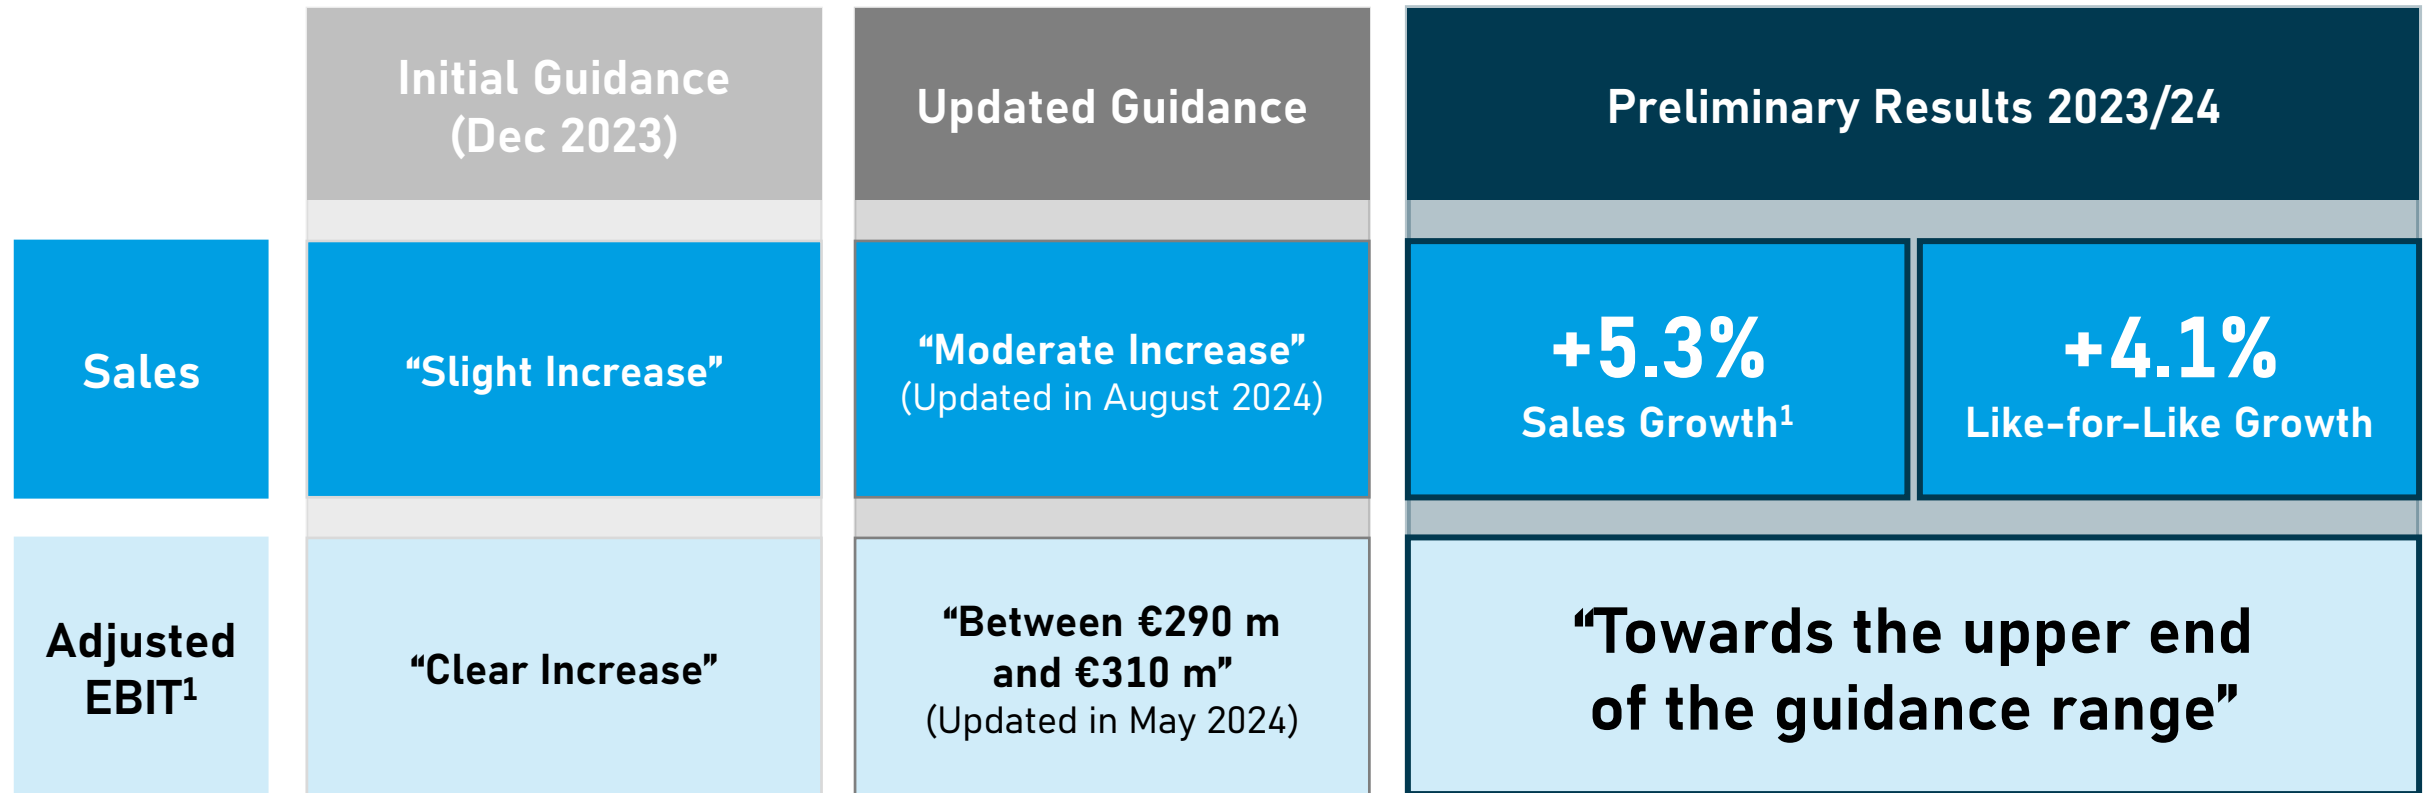 Initial Guidance
(Dec 2023)
Updated Guidance
Preliminary Results 2023/24
Sales
“Slight Increase”
“Moderate Increase”
(Updated in August 2024)
+5.3%
Sales Growth¹
+4.1%
Like-for-Like Growth
Adjusted
EBIT¹
“Clear Increase”
“Between €290 m
and €310 m”
(Updated in May 2024)
“Towards the upper end
of the guidance range”